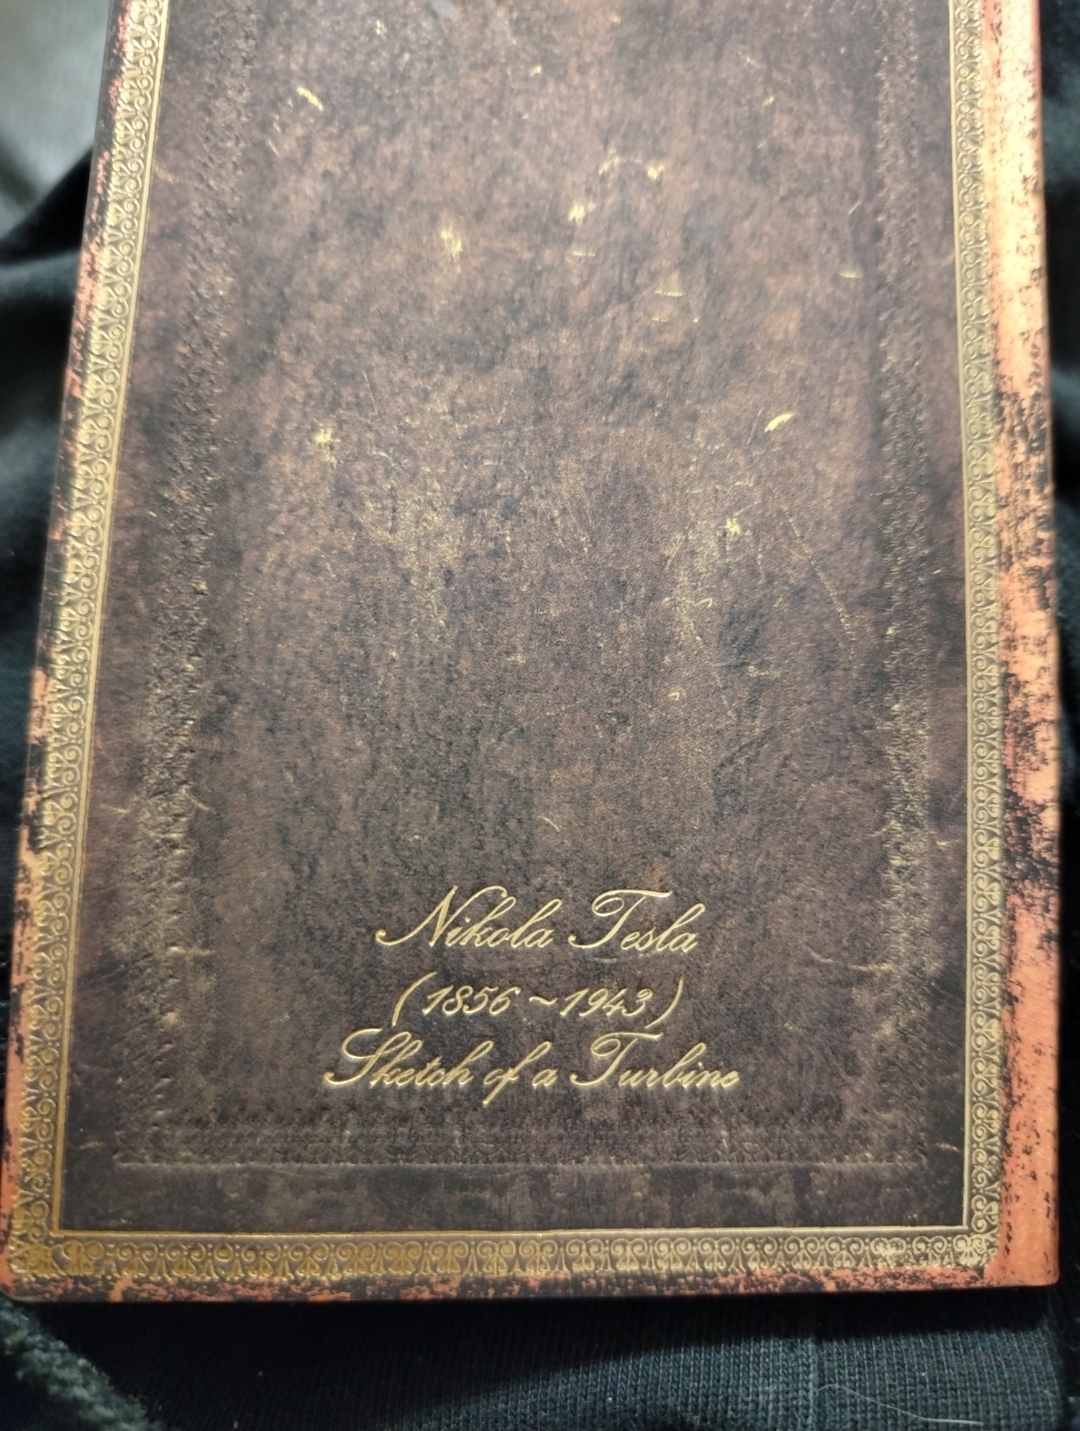 Nikola Tesla
(1856~1943)
Sketch of a Turbine